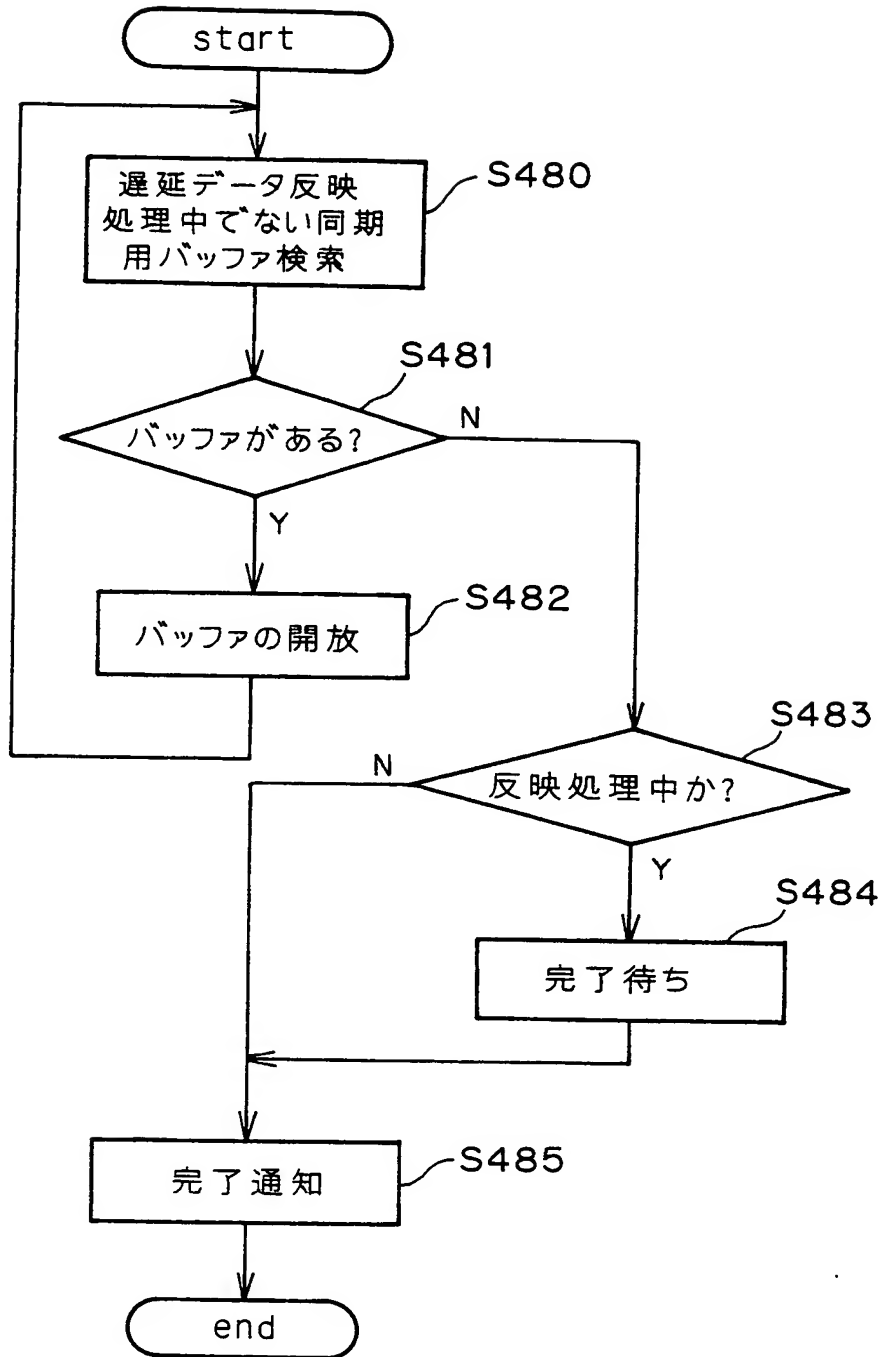 start
遅延データ反映
処理中でない同期
用バッファ検索
S480
S481
バッファがある?
N
Y
バッファの開放
S482
S483
反映処理中か?
N
Y
S484
完了待ち
完了通知
S485
end